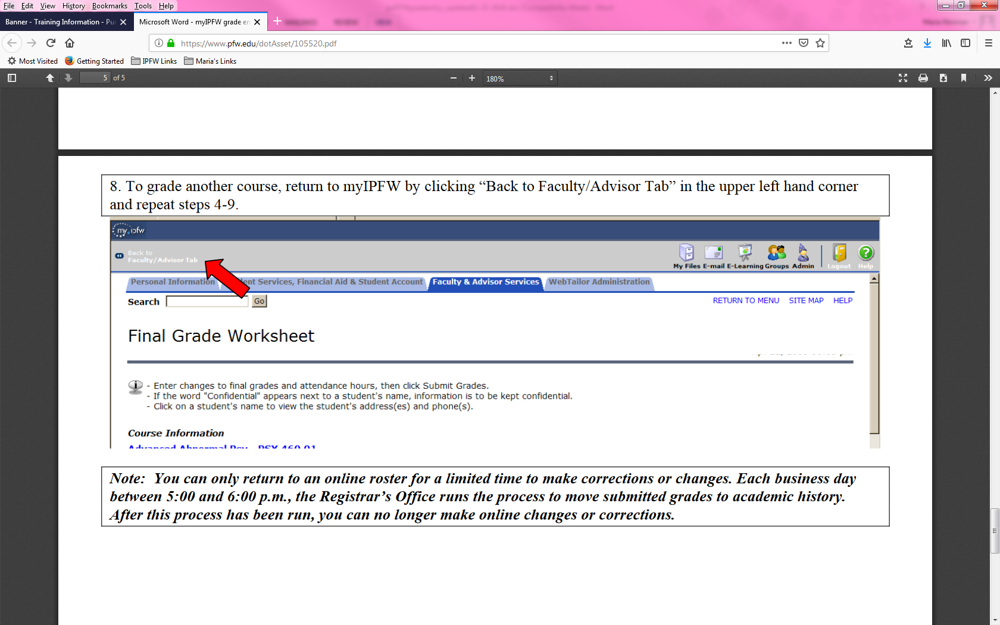 File Edit View History Bookmarks Tools Help
Banner - Training Information - Pu
Microsoft Word - myIPFW grade en
https://www.pfw.edu/dotAsset/105520.pdf
Most Visited Getting Started IPFW Links Maria's Links
5 of 5
180%
8. To grade another course, return to myIPFW by clicking “Back to Faculty/Advisor Tab” in the upper left hand corner
and repeat steps 4-9.
my.ipfw
Back to
Faculty/Advisor Tab
My Files E-mail E-Learning Groups Admin Logout Help
Personal Information ent Services, Financial Aid & Student Account Faculty & Advisor Services WebTailor Administration
Search Go
RETURN TO MENU SITE MAP HELP
Final Grade Worksheet
- Enter changes to final grades and attendance hours, then click Submit Grades.
- If the word "Confidential" appears next to a student's name, information is to be kept confidential.
- Click on a student's name to view the student's address(es) and phone(s).
Course Information
Advanced Abnormal Psy - PSY 460 01
Note: You can only return to an online roster for a limited time to make corrections or changes. Each business day
between 5:00 and 6:00 p.m., the Registrar’s Office runs the process to move submitted grades to academic history.
After this process has been run, you can no longer make online changes or corrections.